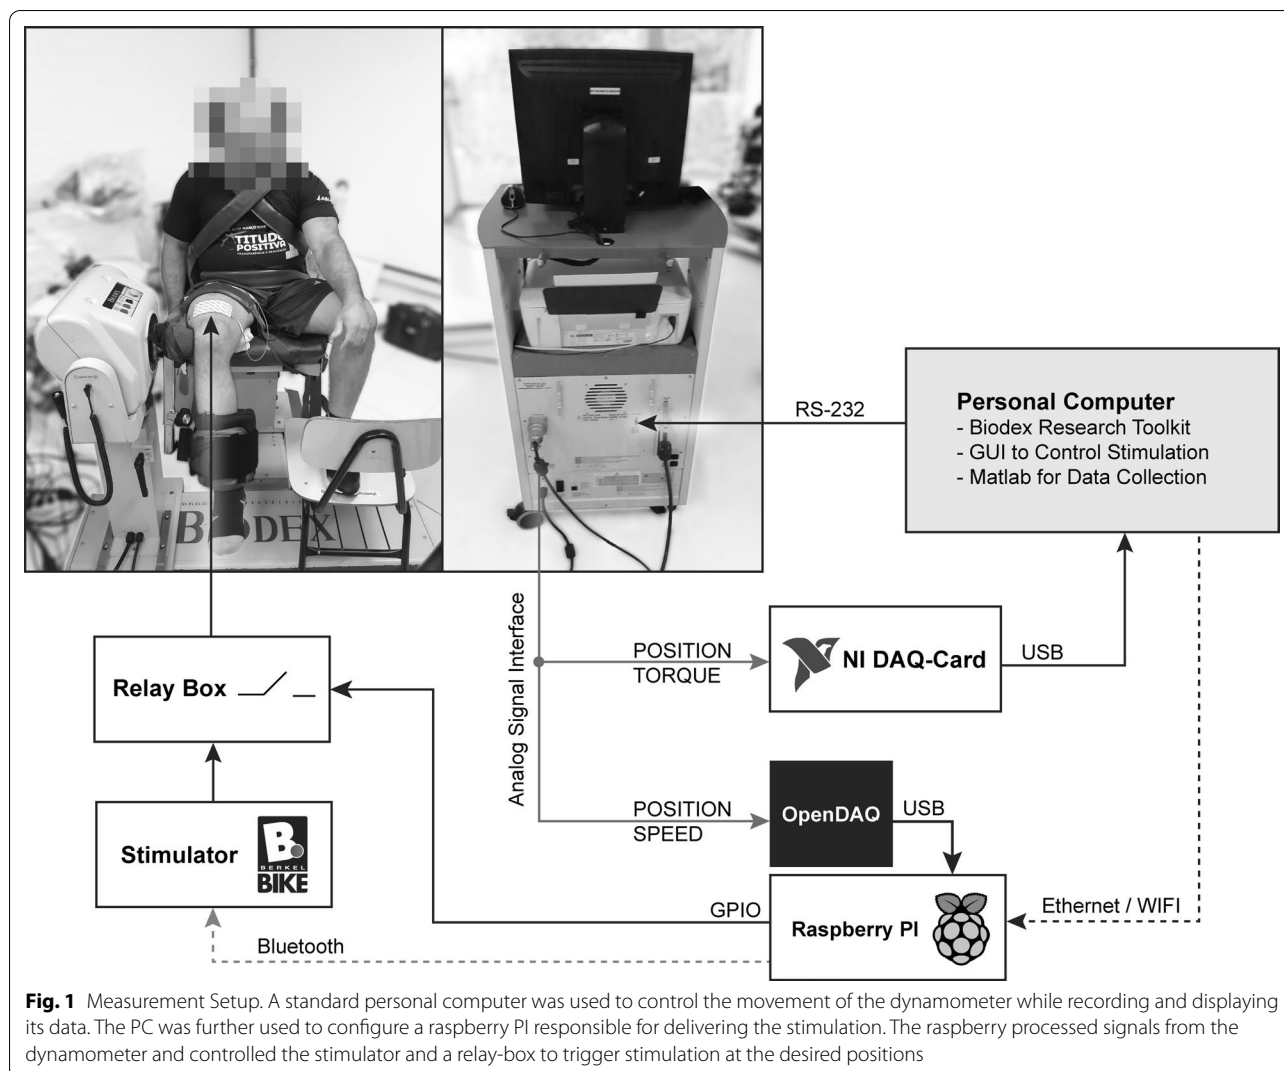 TITUDE
POSITIVA
BIODEX
BIODEX
RS-232
Personal Computer
- Biodex Research Toolkit
- GUI to Control Stimulation
- Matlab for Data Collection
Analog Signal Interface
POSITION
TORQUE
NI DAQ-Card
USB
Relay Box
POSITION
SPEED
OpenDAQ
USB
Stimulator
B.
BERKEL
BIKE
GPIO
Raspberry PI
Ethernet / WIFI
Bluetooth
Fig. 1 Measurement Setup. A standard personal computer was used to control the movement of the dynamometer while recording and displaying
its data. The PC was further used to configure a raspberry PI responsible for delivering the stimulation. The raspberry processed signals from the
dynamometer and controlled the stimulator and a relay-box to trigger stimulation at the desired positions